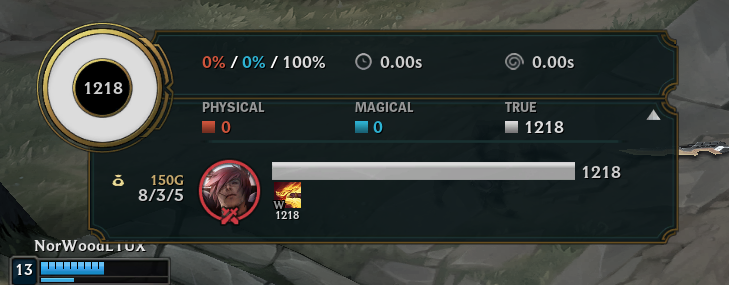 1218
0% / 0% / 100%
0.00s
0.00s
PHYSICAL
MAGICAL
TRUE
0
0
1218
150G
8/3/5
1218
W
1218
13